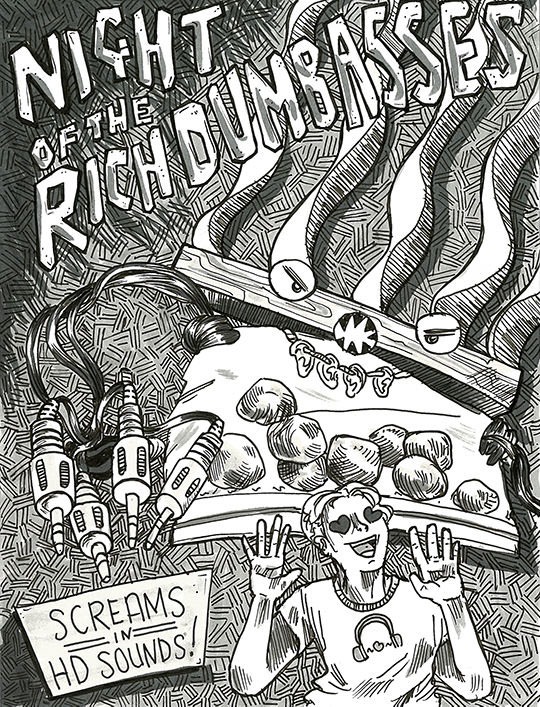 NIGHT
OF THE
RICH DUMBASSES
SCREAMS
IN
HD SOUNDS!